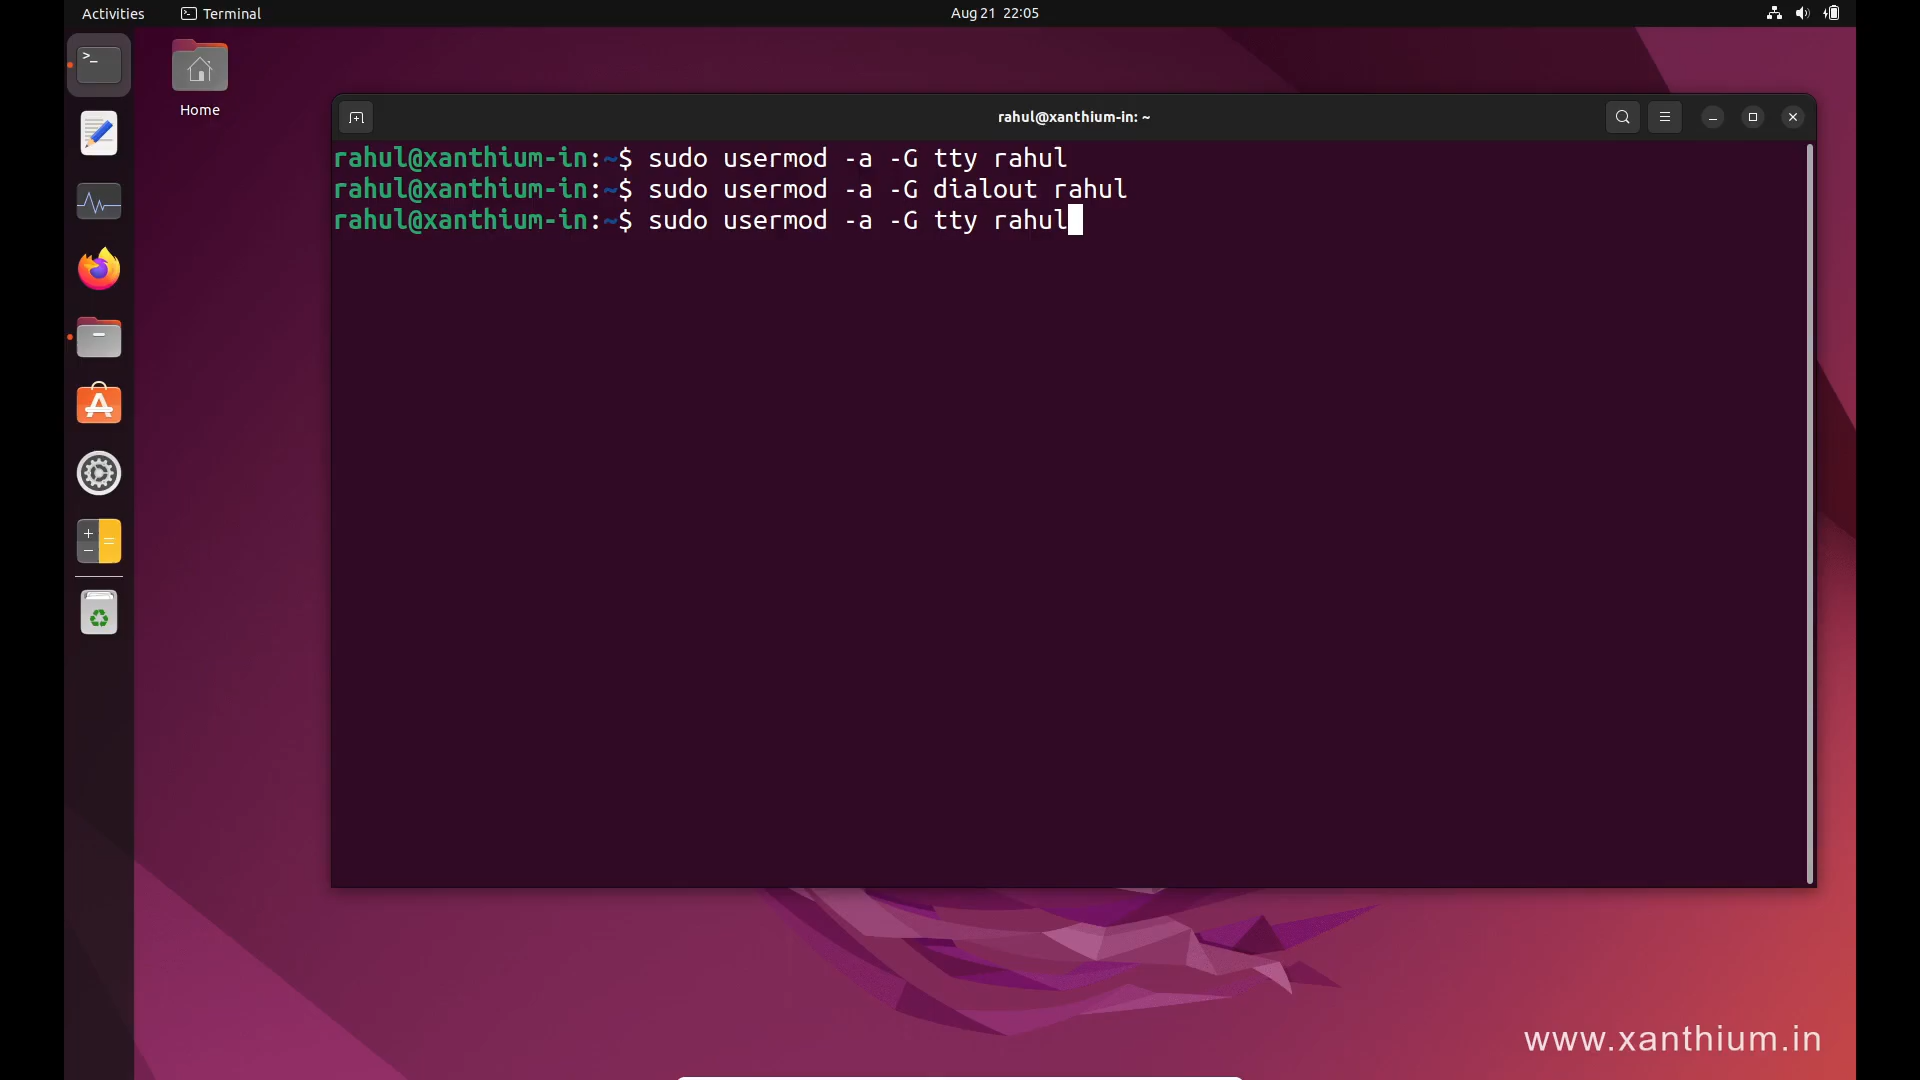 Activities Terminal Aug 21 22:05
Home
rahul@xanthium-in: ~
rahul@xanthium-in:~$ sudo usermod -a -G tty rahul
rahul@xanthium-in:~$ sudo usermod -a -G dialout rahul
rahul@xanthium-in:~$ sudo usermod -a -G tty rahul
www.xanthium.in